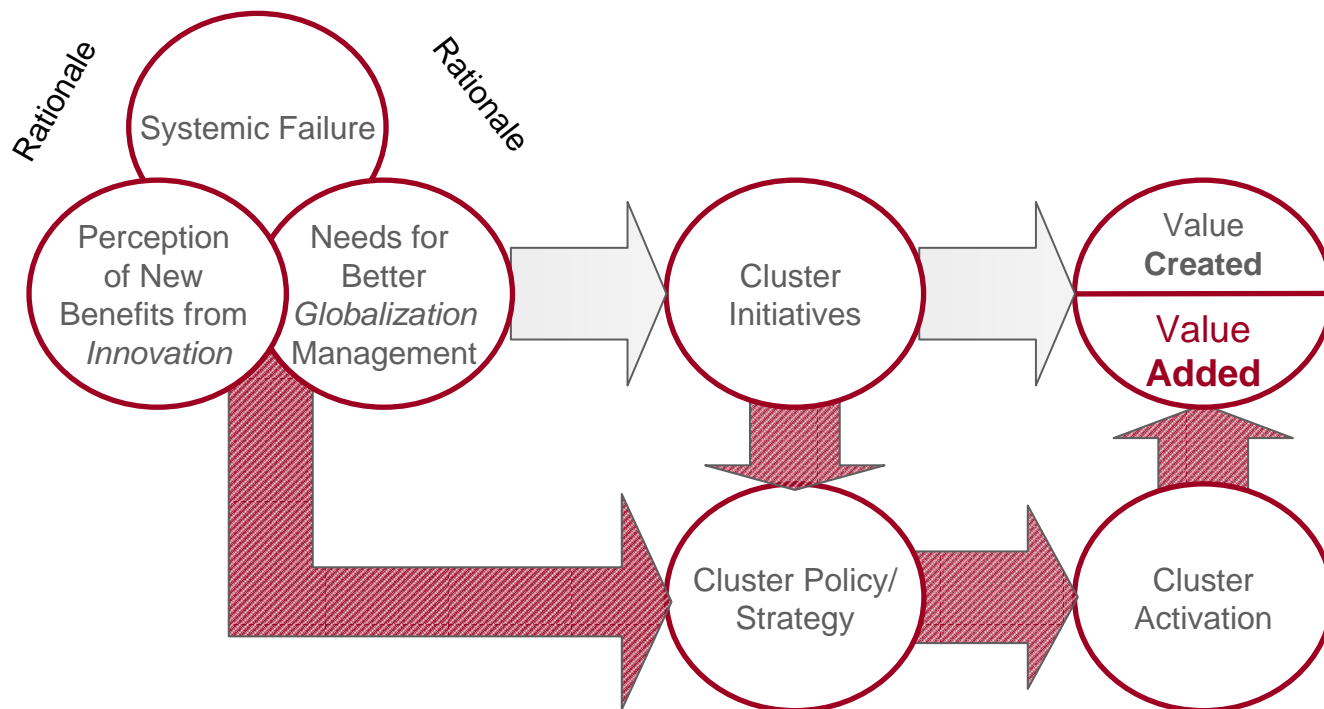 Rationale
Rationale
Systemic Failure
Perception
of New
Benefits from
Innovation
Needs for
Better
Globalization
Management
Cluster
Initiatives
Value
Created
Value
Added
Cluster Policy/
Strategy
Cluster
Activation